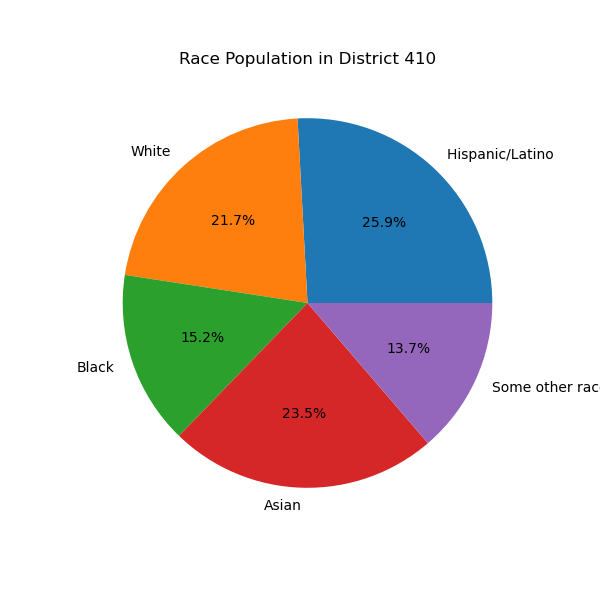 Race Population in District 410
White
Hispanic/Latino
21.7%
25.9%
15.2%
13.7%
Black
Some other
23.5%
Asian